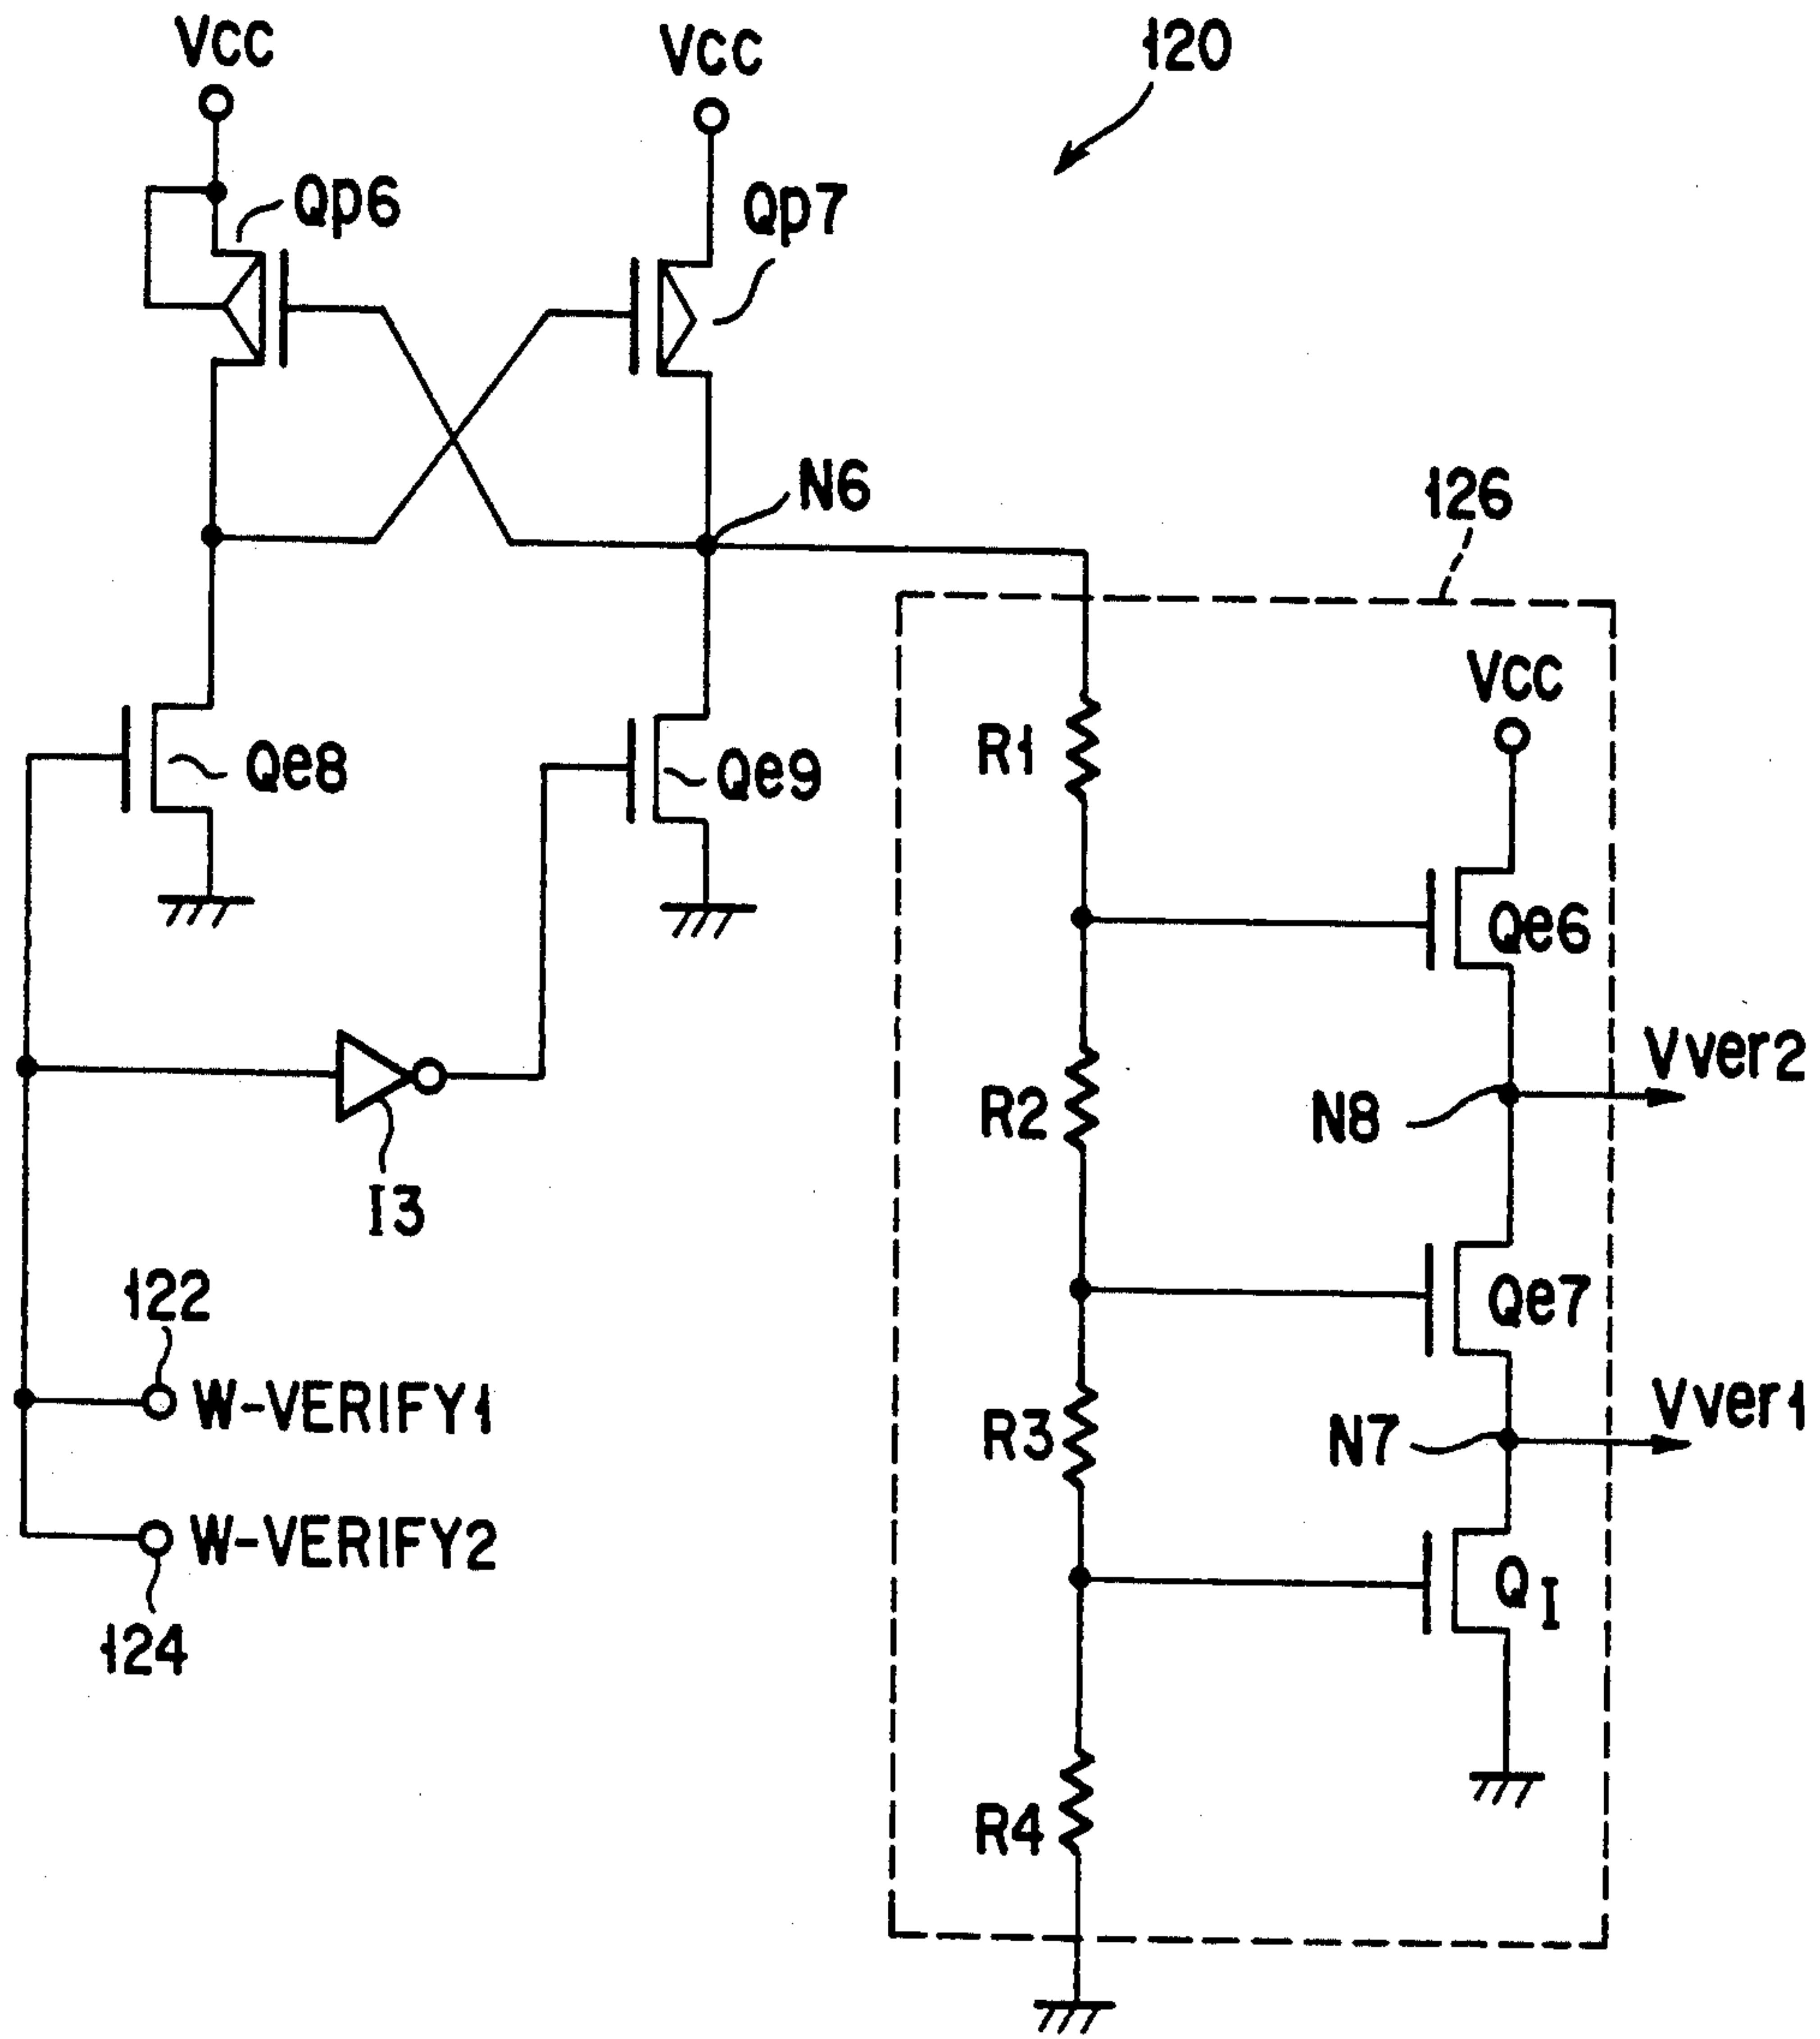 Vcc
Vcc
120
Qp6
Qp7
N6
126
Vcc
R1
Qe8
Qe9
Qe6
Vver2
R2
N8
I3
122
Qe7
W-VERIFY1
R3
N7
Vver1
W-VERIFY2
QI
124
R4